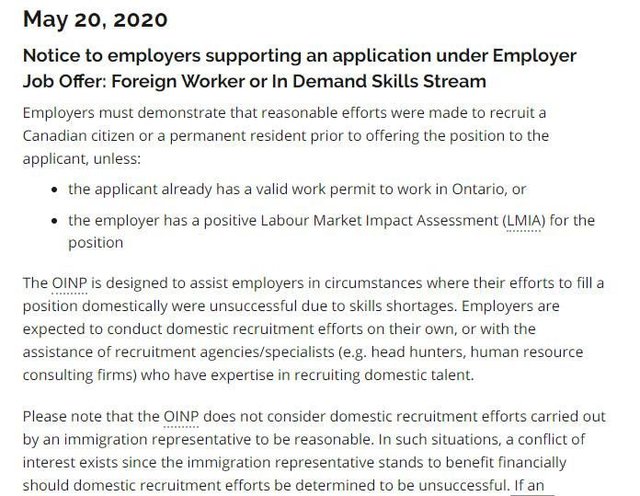 May 20, 2020
Notice to employers supporting an application under Employer
Job Offer: Foreign Worker or In Demand Skills Stream
Employers must demonstrate that reasonable efforts were made to recruit a
Canadian citizen or a permanent resident prior to offering the position to the
applicant, unless:
• the applicant already has a valid work permit to work in Ontario, or
• the employer has a positive Labour Market Impact Assessment (LMIA) for the
position
The OINP is designed to assist employers in circumstances where their efforts to fill a
position domestically were unsuccessful due to skills shortages. Employers are
expected to conduct domestic recruitment efforts on their own, or with the
assistance of recruitment agencies/specialists (e.g. head hunters, human resource
consulting firms) who have expertise in recruiting domestic talent.
Please note that the OINP does not consider domestic recruitment efforts carried out
by an immigration representative to be reasonable. In such situations, a conflict of
interest exists since the immigration representative stands to benefit financially
should domestic recruitment efforts be determined to be unsuccessful. If an